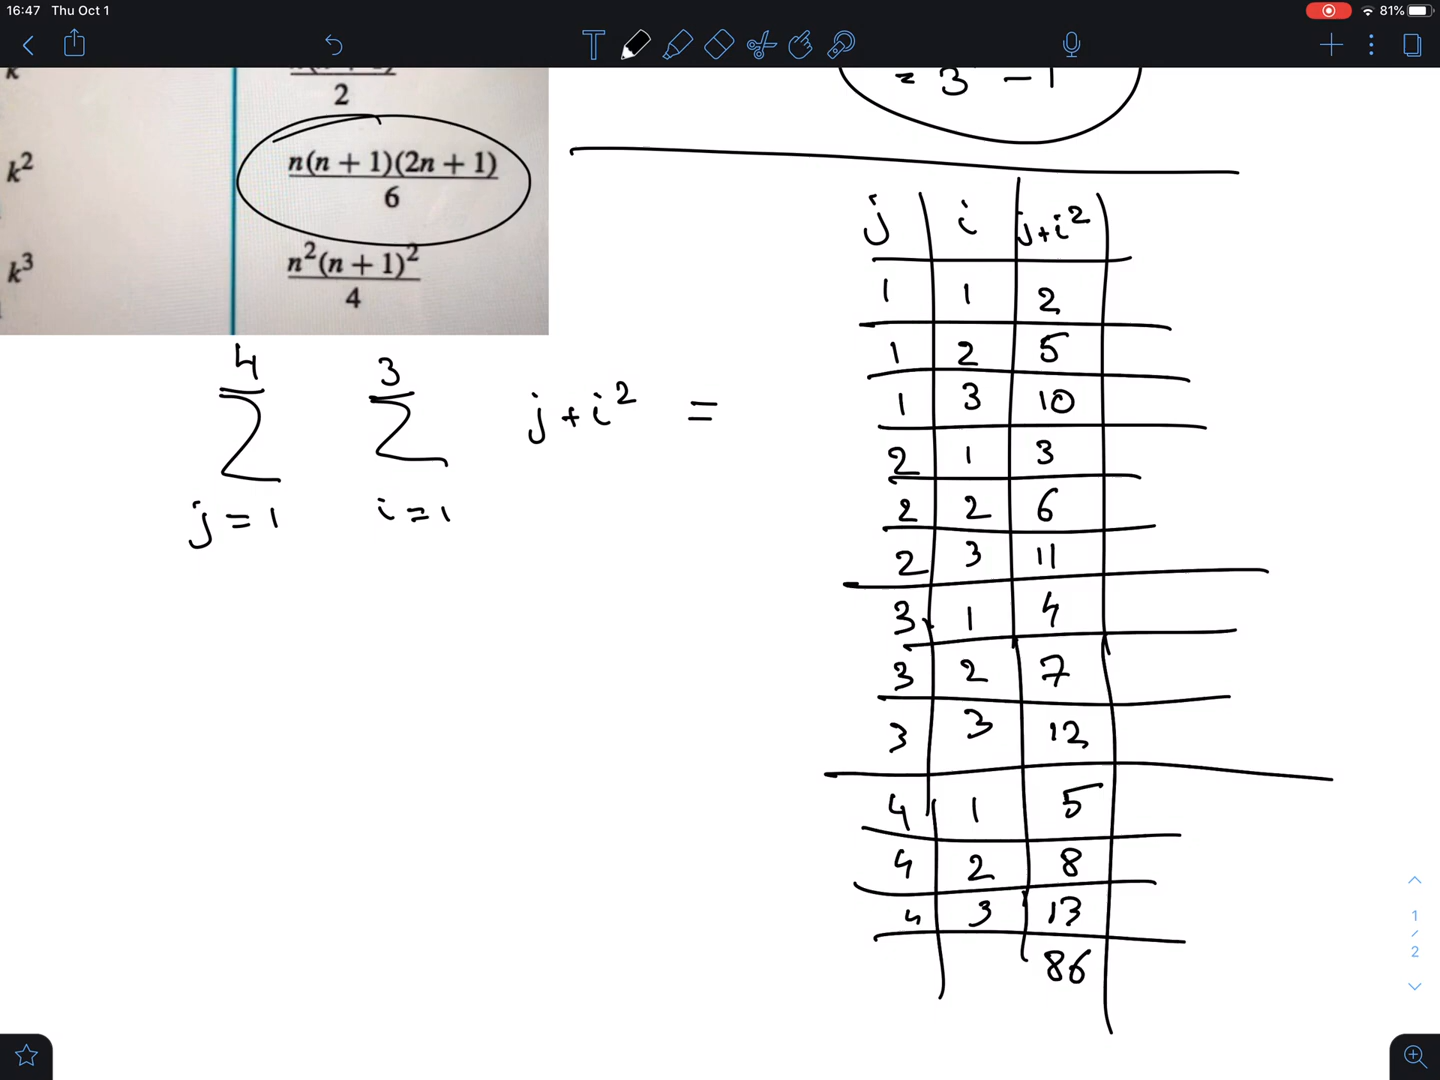 16:47 Thu Oct 1
81%
T
2
k² n(n + 1)(2n + 1)
6
k³ n²(n + 1)²
4
= 3 − 1
4 3
∑ ∑ j + i² =
j = 1 i = 1
j i j+i²
1 1 2
1 2 5
1 3 10
2 1 3
2 2 6
2 3 11
3 1 4
3 2 7
3 3 12
4 1 5
4 2 8
4 3 13
86
1
/
2